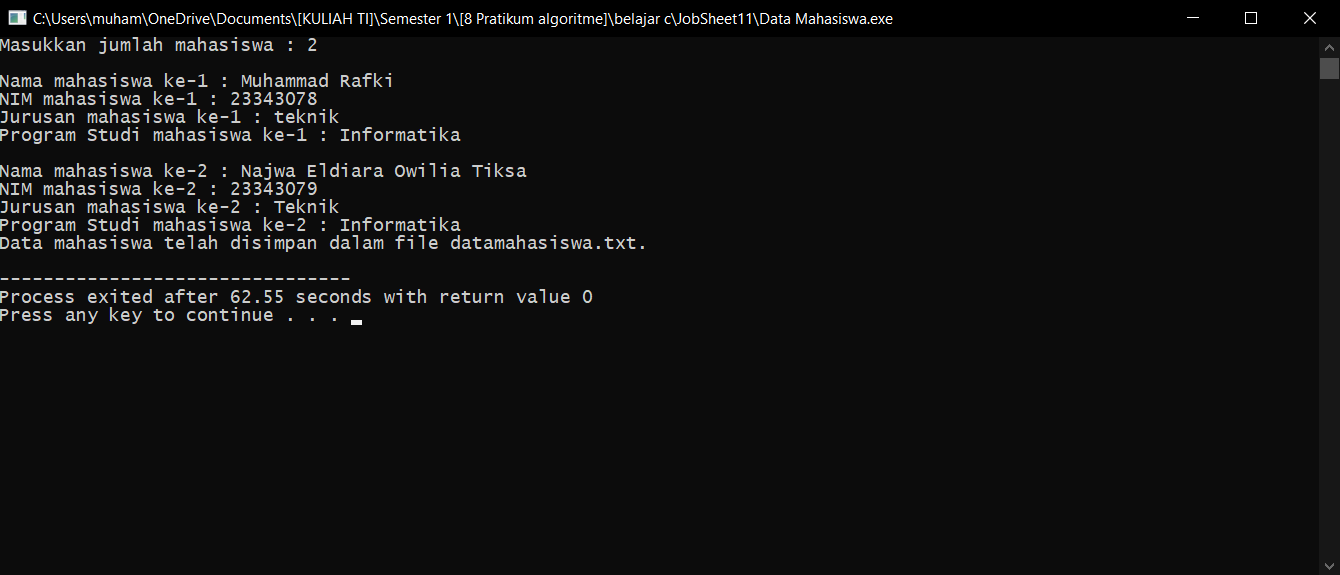 C:\Users\muham\OneDrive\Documents\[KULIAH TI]\Semester 1\[8 Pratikum algoritme]\belajar c\JobSheet11\Data Mahasiswa.exe
Masukkan jumlah mahasiswa : 2
Nama mahasiswa ke-1 : Muhammad Rafki
NIM mahasiswa ke-1 : 23343078
Jurusan mahasiswa ke-1 : teknik
Program Studi mahasiswa ke-1 : Informatika
Nama mahasiswa ke-2 : Najwa Eldiara Owilia Tiksa
NIM mahasiswa ke-2 : 23343079
Jurusan mahasiswa ke-2 : Teknik
Program Studi mahasiswa ke-2 : Informatika
Data mahasiswa telah disimpan dalam file datamahasiswa.txt.
--------------------------------
Process exited after 62.55 seconds with return value 0
Press any key to continue . . .